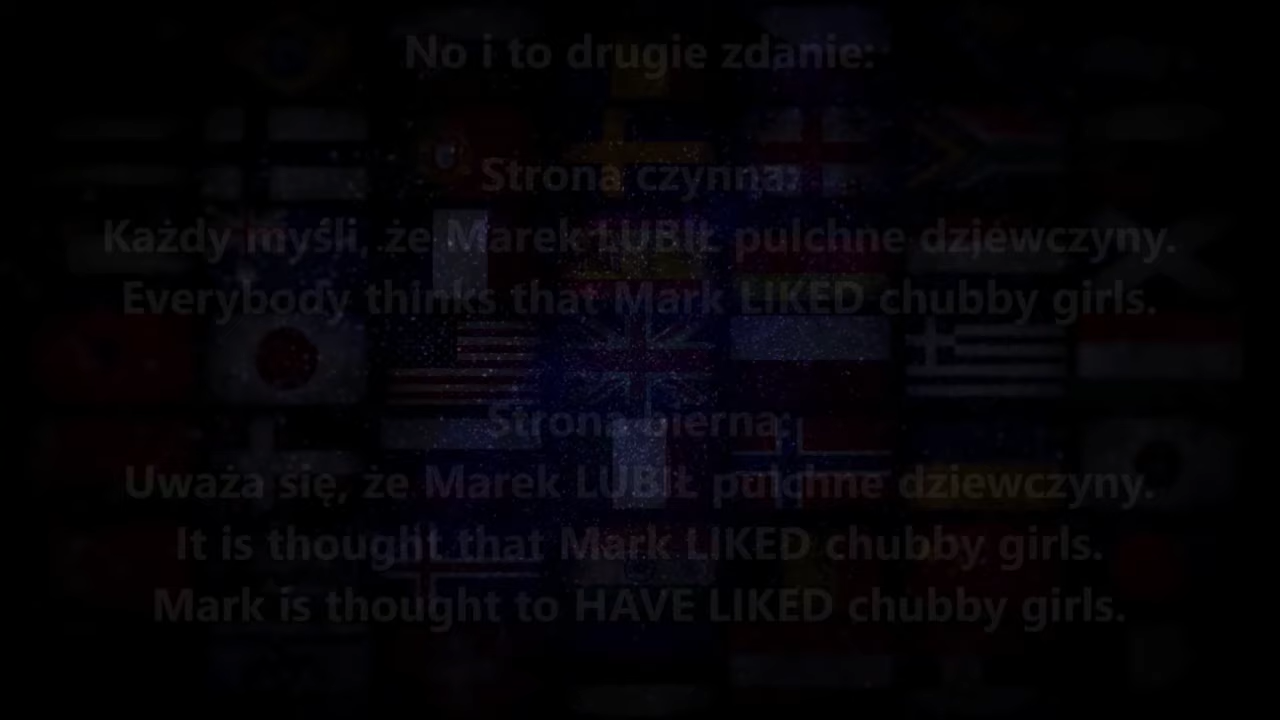 No i to drugie zdanie:
Strona czynna:
Każdy myśli, że Marek LUBIŁ pulchne dziewczyny.
Everybody thinks that Mark LIKED chubby girls.
Strona bierna:
Uważa się, że Marek LUBIŁ pulchne dziewczyny.
It is thought that Mark LIKED chubby girls.
Mark is thought to HAVE LIKED chubby girls.